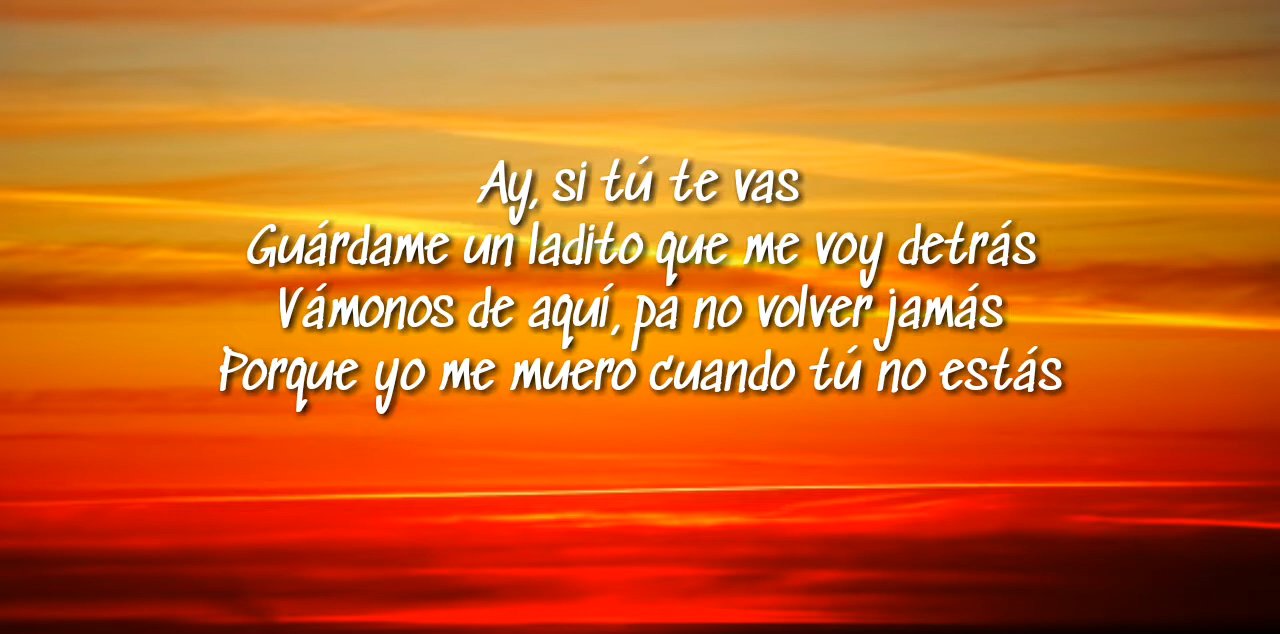 Ay, si tú te vas
Guárdame un ladito que me voy detrás
Vámonos de aquí, pa no volver jamás
Porque yo me muero cuando tú no estás